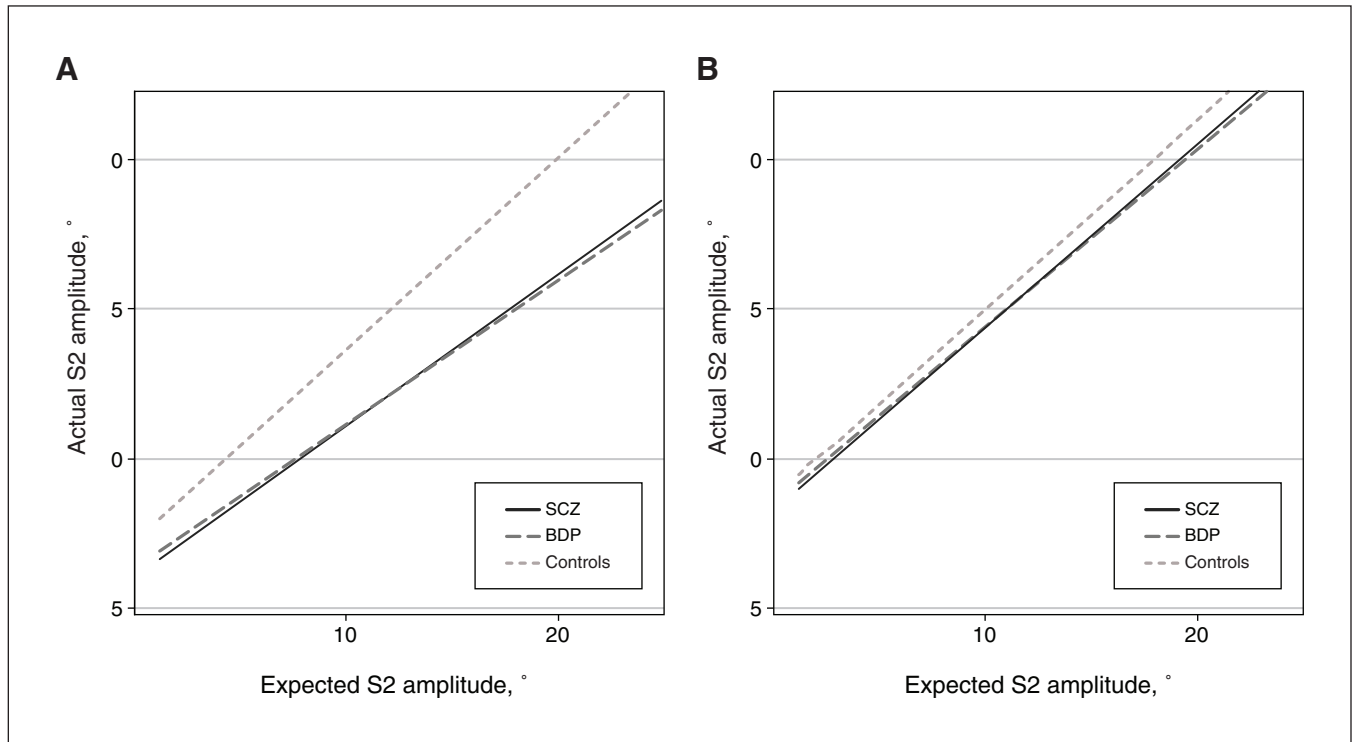 A
B
Actual S2 amplitude, °
0
5
0
5
10
20
Expected S2 amplitude, °
SCZ
BDP
Controls
Actual S2 amplitude, °
0
5
0
5
10
20
Expected S2 amplitude, °
SCZ
BDP
Controls